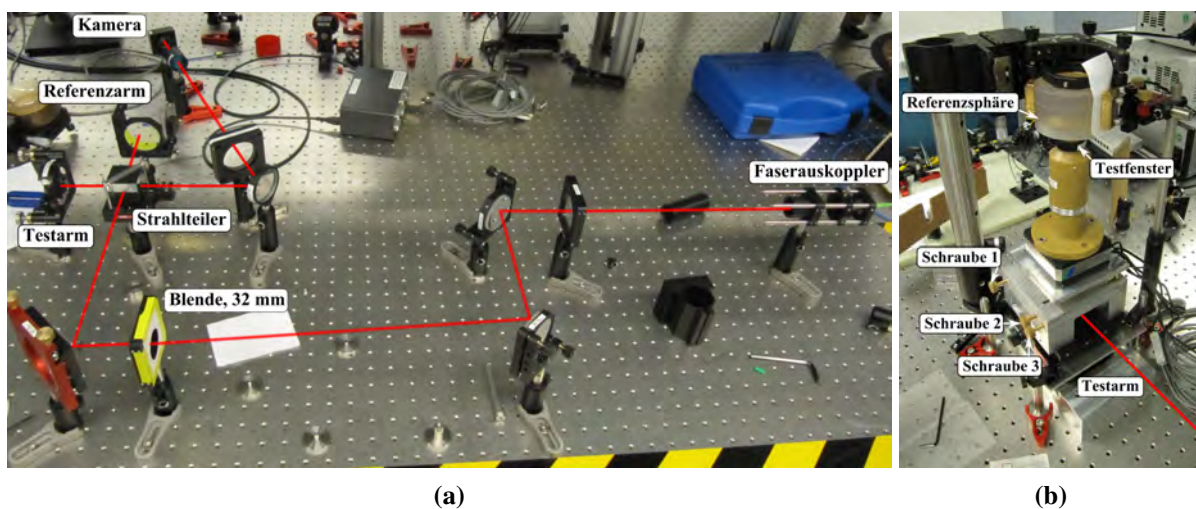 Kamera
Referenzarm
Testarm
Strahlteiler
Blende, 32 mm
Faserauskoppler
Referenzsphäre
Testfenster
Schraube 1
Schraube 2
Schraube 3
Testarm
(a)
(b)